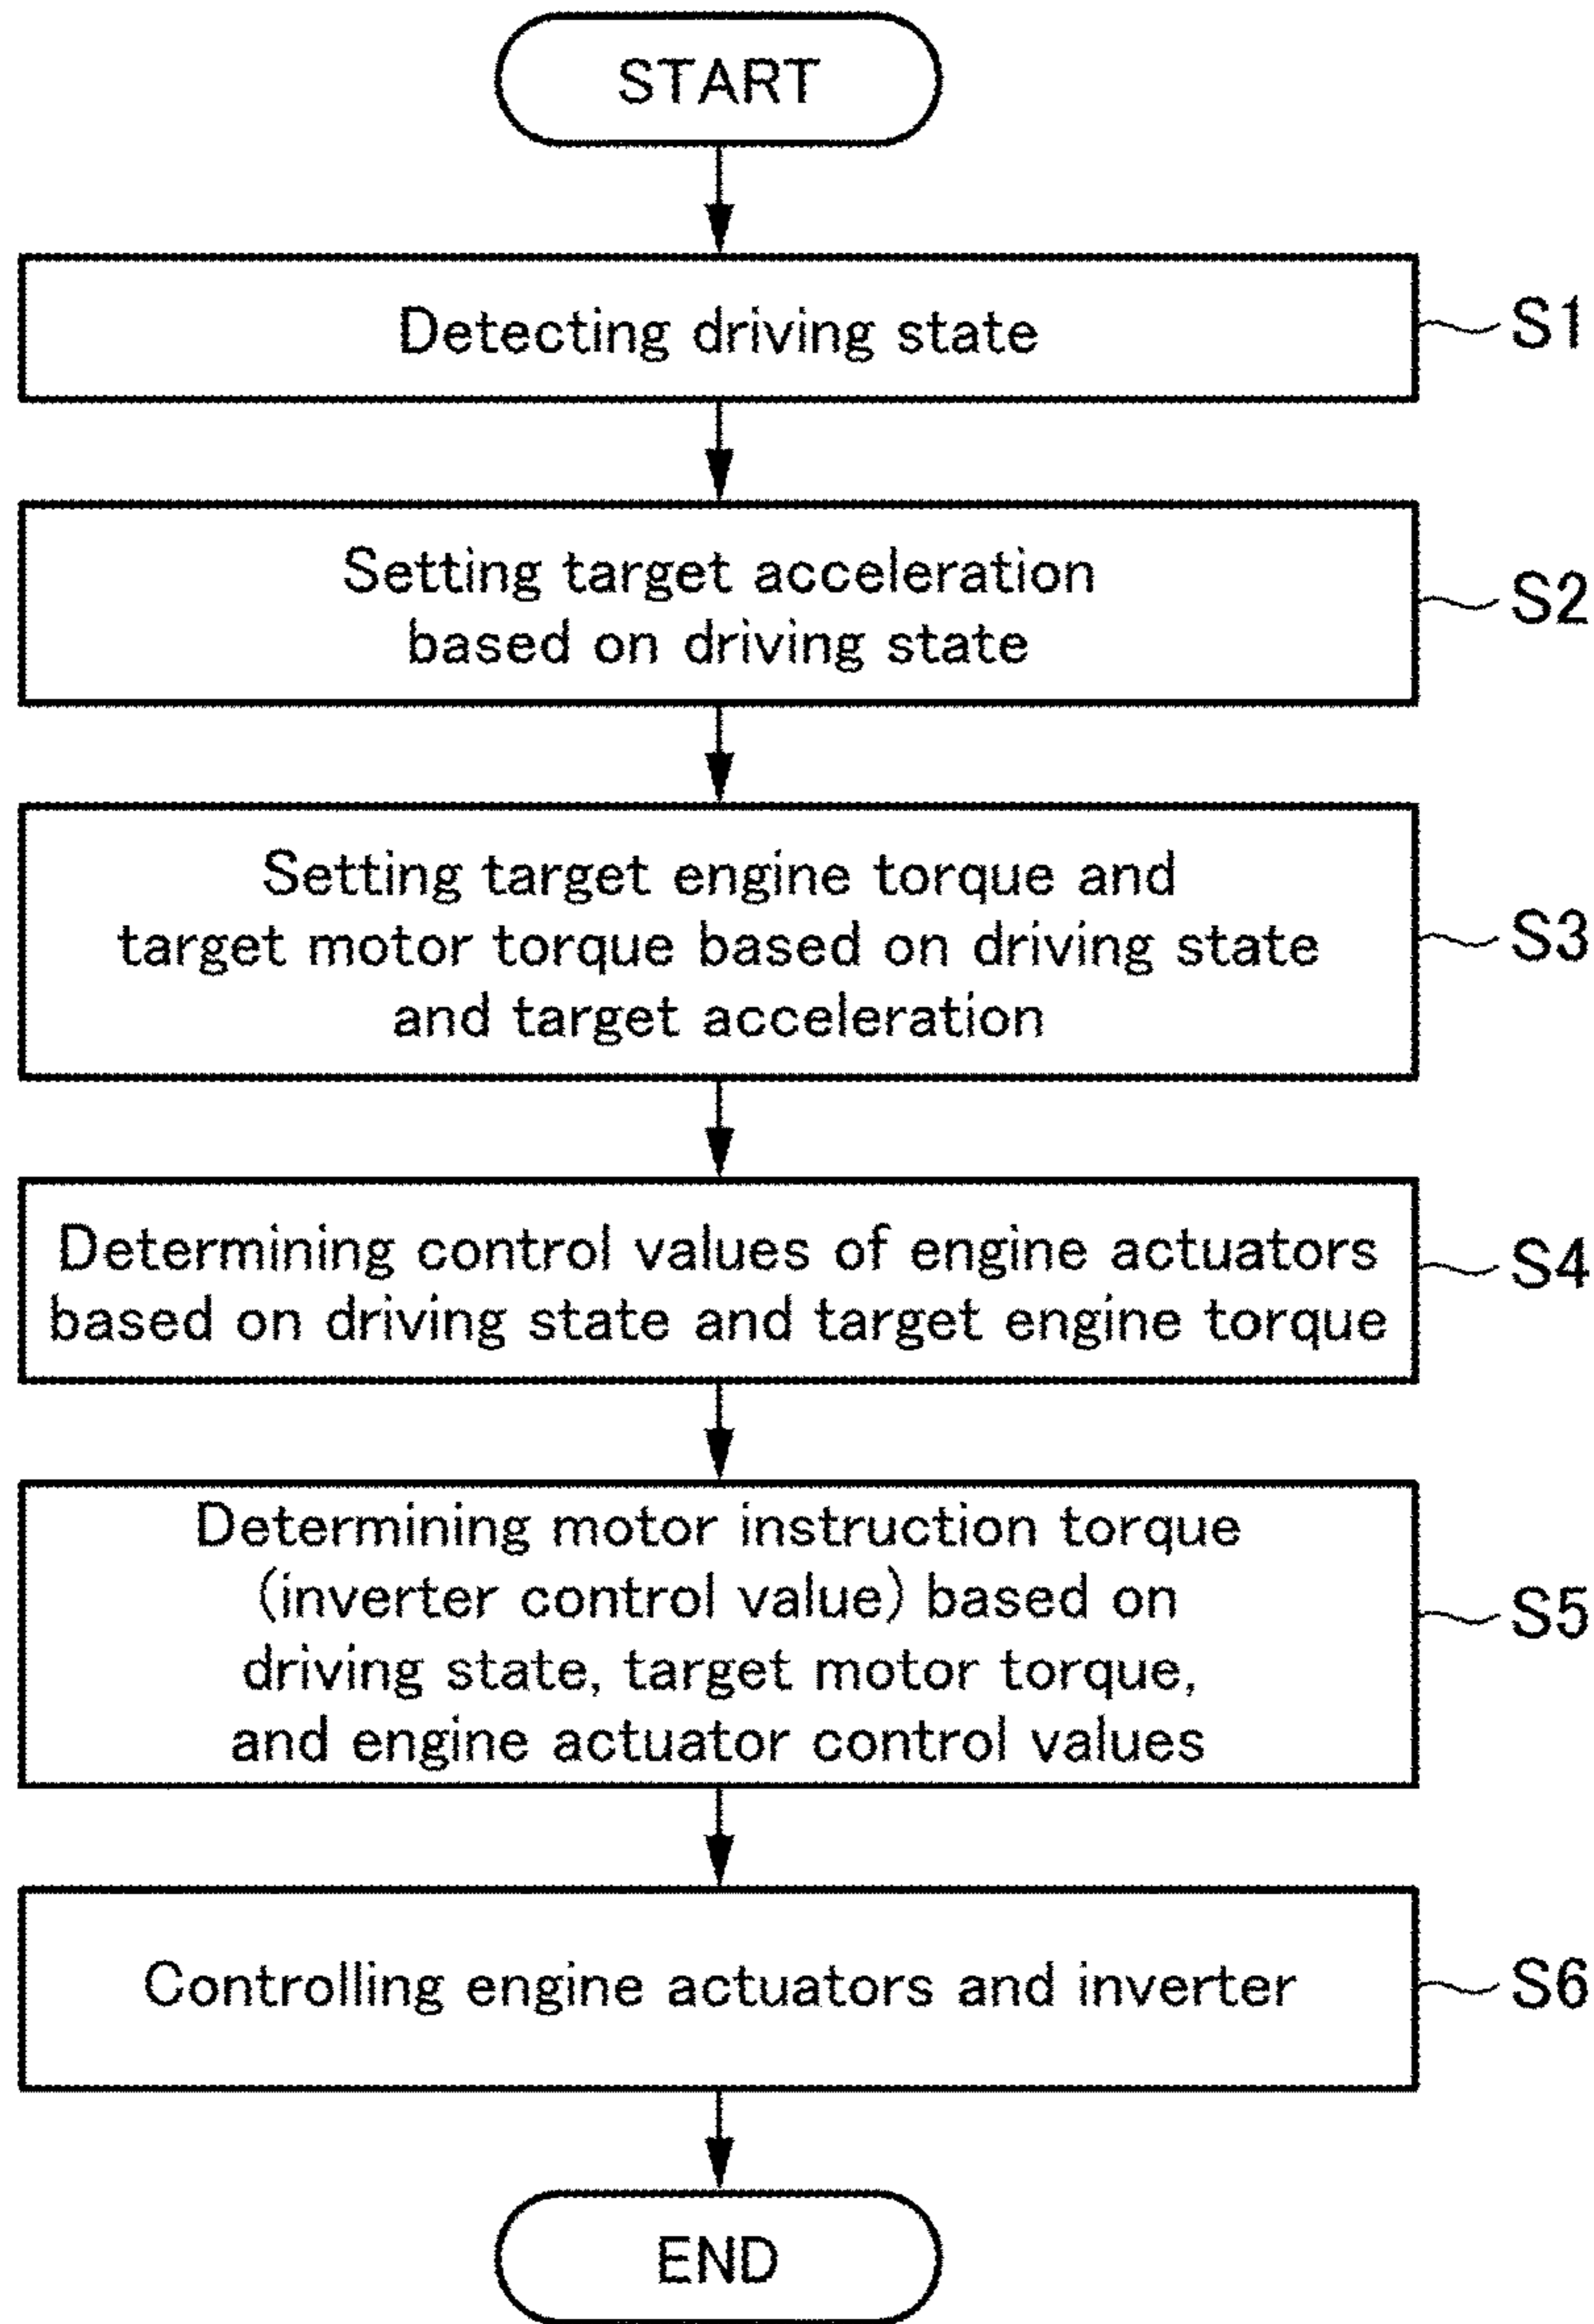 START
Detecting driving state
S1
Setting target acceleration
based on driving state
S2
Setting target engine torque and
target motor torque based on driving state
and target acceleration
S3
Determining control values of engine actuators
based on driving state and target engine torque
S4
Determining motor instruction torque
(inverter control value) based on
driving state, target motor torque,
and engine actuator control values
S5
Controlling engine actuators and inverter
S6
END